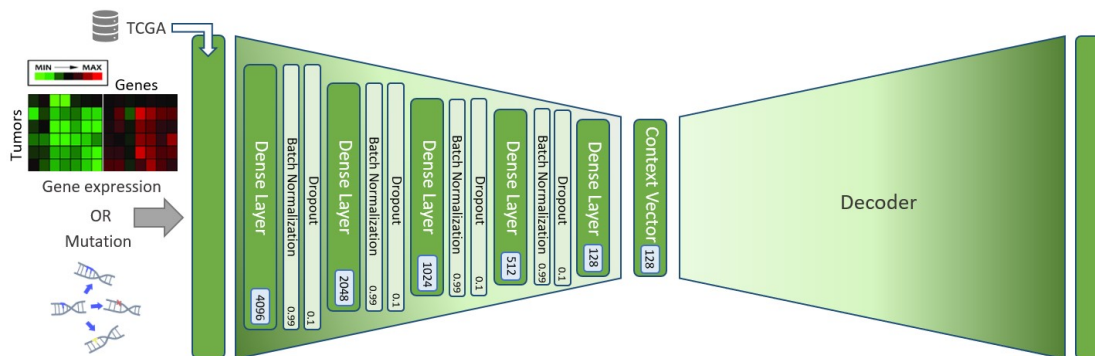 TCGA
MIN MAX
Genes
Tumours
Gene expression
OR
Mutation
Dense Layer 4096
Batch Normalization 0.99
Dropout 0.1
Dense Layer 2048
Batch Normalization 0.99
Dropout 0.1
Dense Layer 1024
Batch Normalization 0.99
Dropout 0.1
Dense Layer 512
Batch Normalization 0.99
Dropout 0.1
Dense Layer 128
Context Vector 128
Decoder